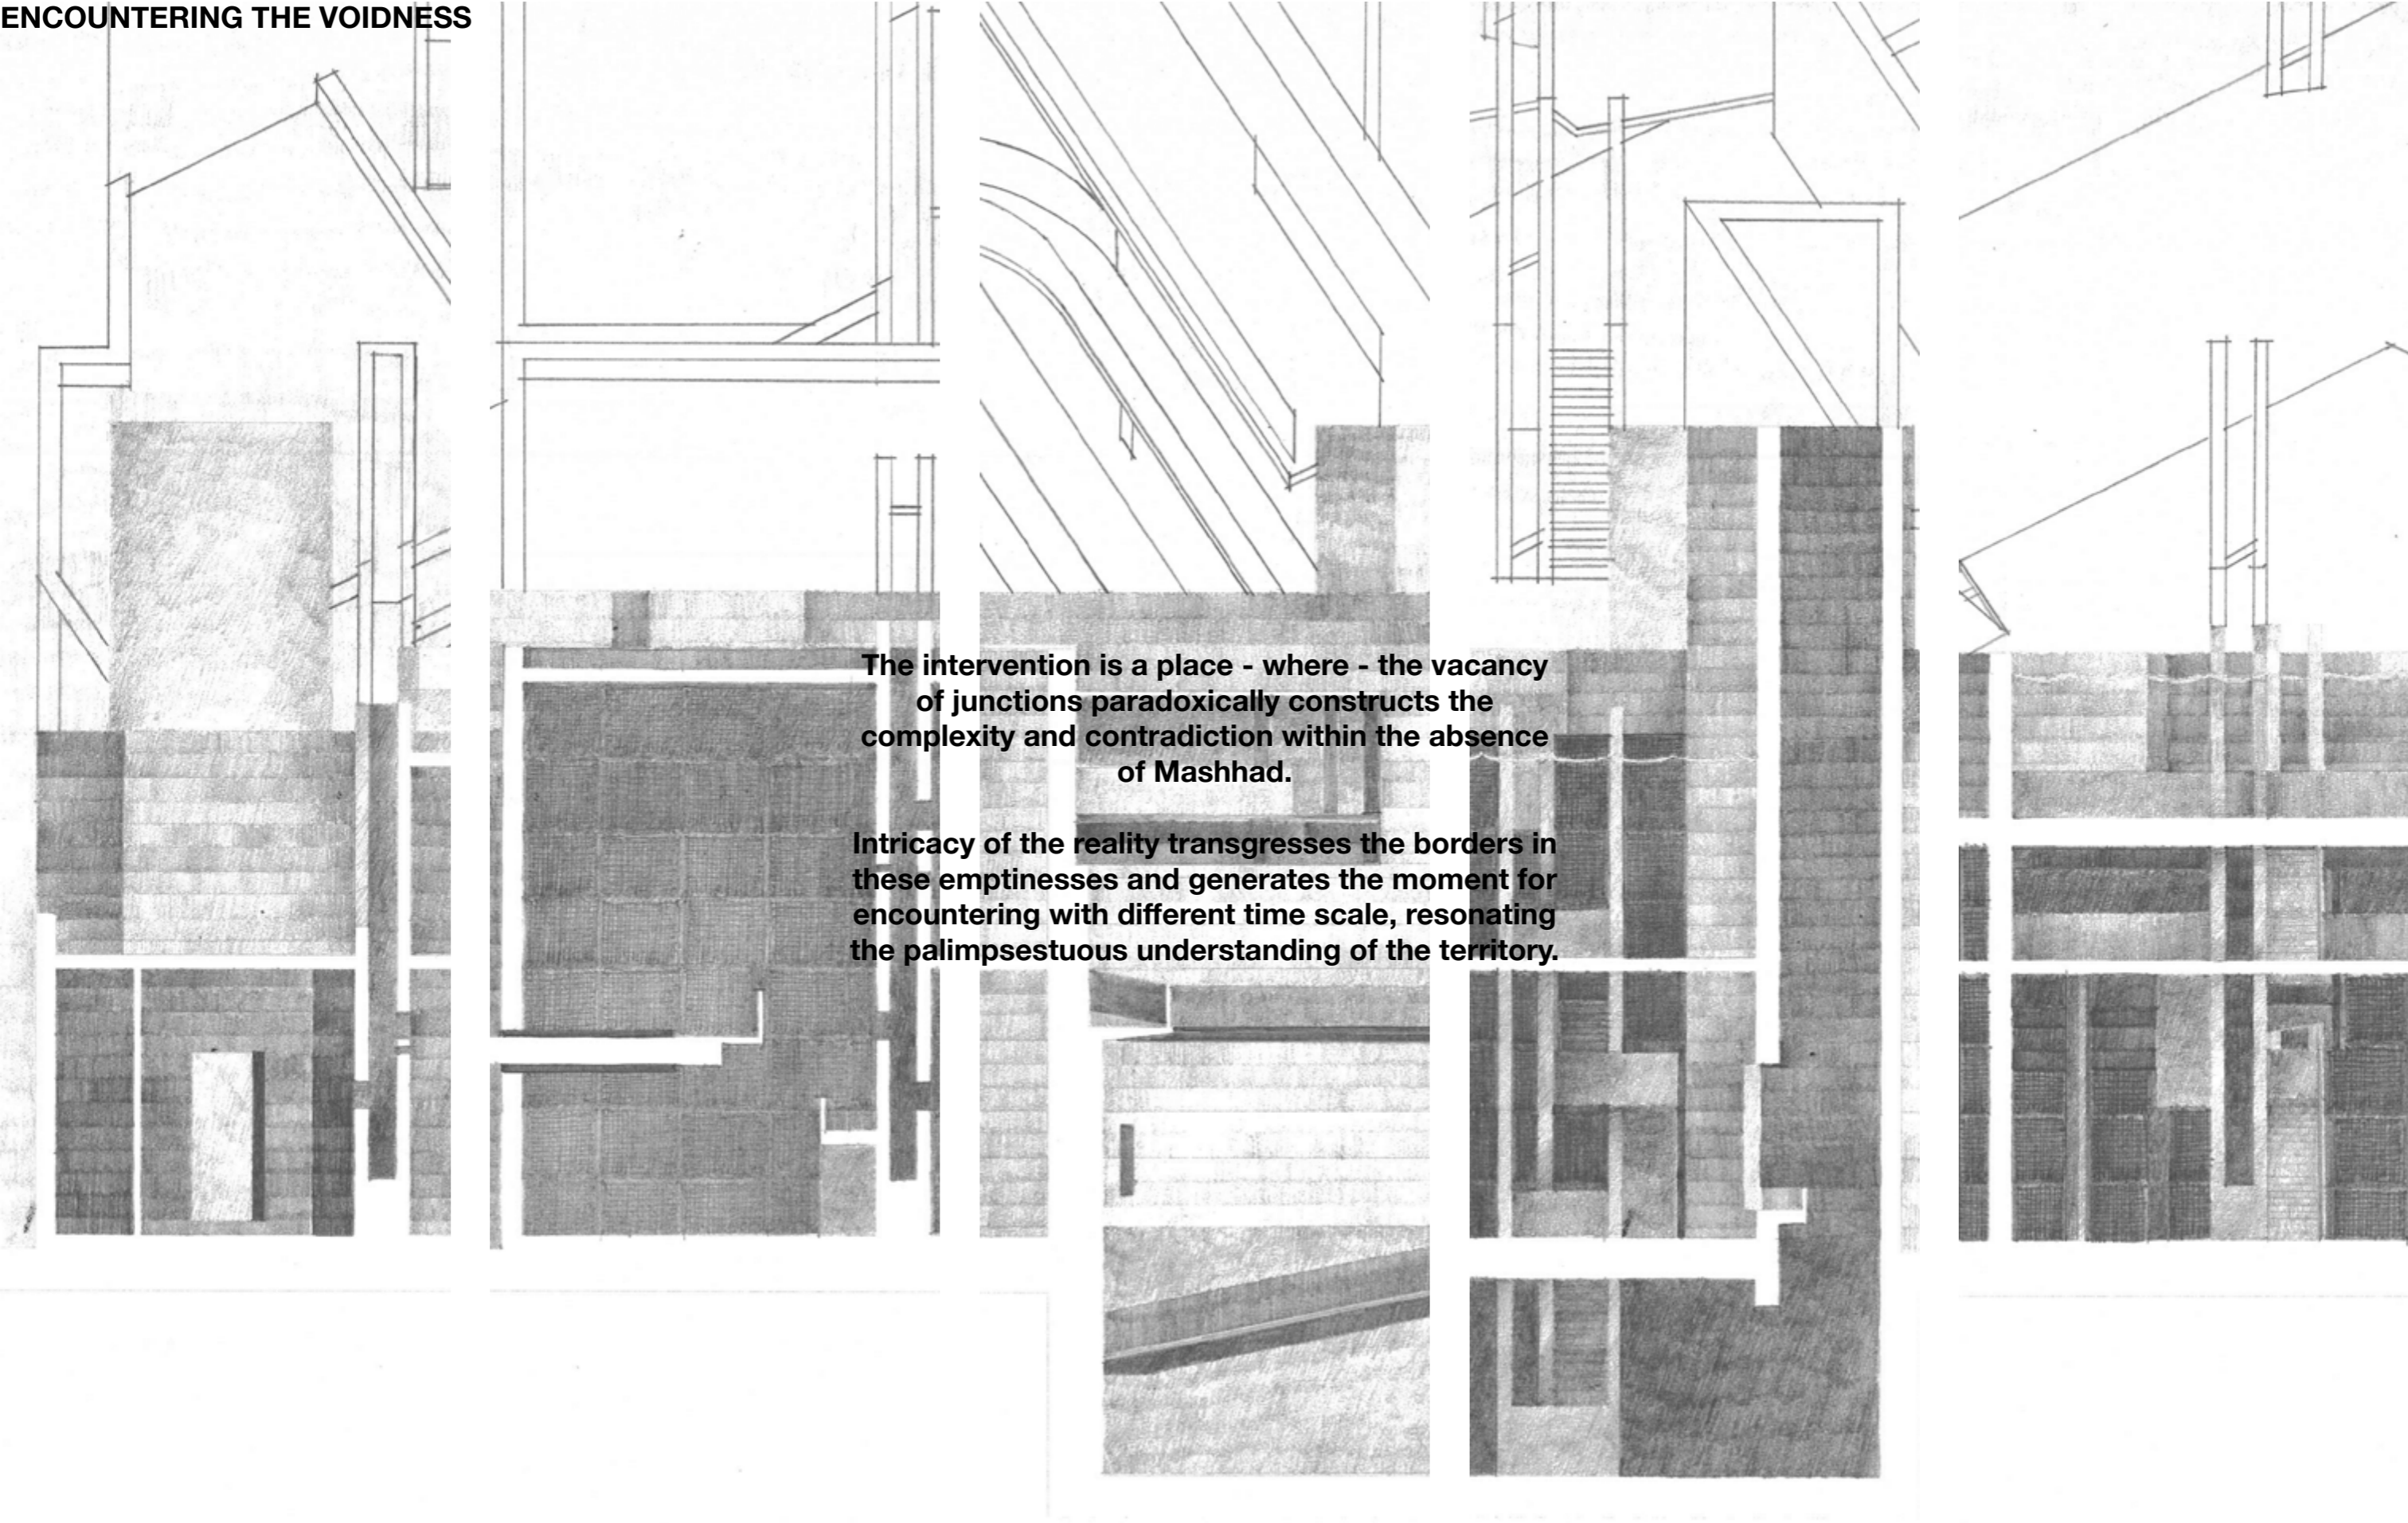 ENCOUNTERING THE VOIDNESS
The intervention is a place - where - the vacancy
of junctions paradoxically constructs the
complexity and contradiction within the absence
of Mashhad.
Intricacy of the reality transgresses the borders in
these emptinesses and generates the moment for
encountering with different time scale, resonating
the palimpsestuous understanding of the territory.